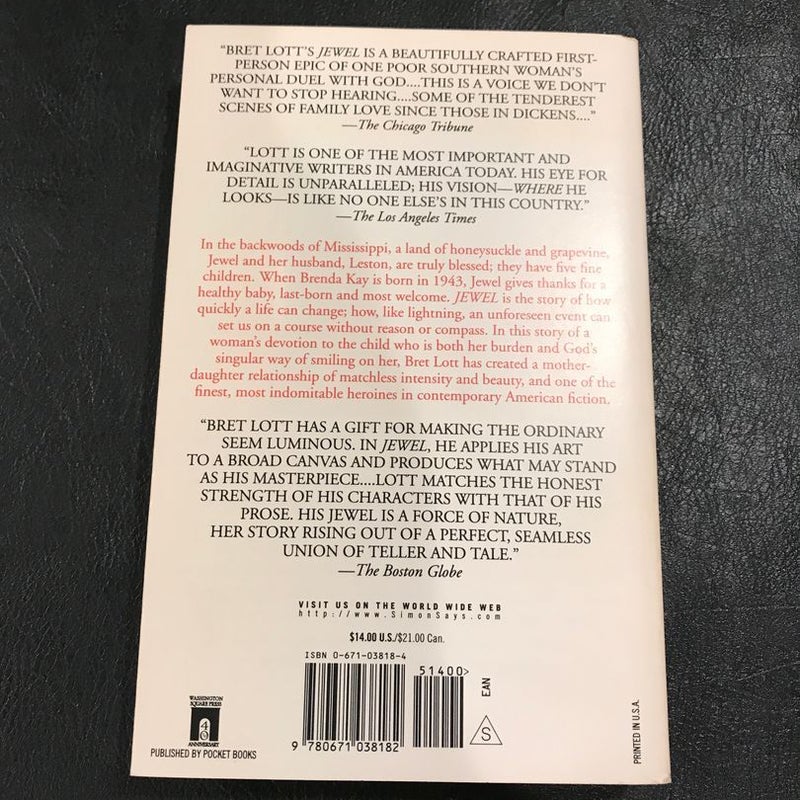 "BRET LOTT'S JEWEL IS A BEAUTIFULLY CRAFTED FIRST-
PERSON EPIC OF ONE POOR SOUTHERN WOMAN'S
PERSONAL DUEL WITH GOD....THIS IS A VOICE WE DON'T
WANT TO STOP HEARING....SOME OF THE TENDEREST
SCENES OF FAMILY LOVE SINCE THOSE IN DICKENS...."
—The Chicago Tribune
"LOTT IS ONE OF THE MOST IMPORTANT AND
IMAGINATIVE WRITERS IN AMERICA TODAY. HIS EYE FOR
DETAIL IS UNPARALLELED; HIS VISION—WHERE HE
LOOKS—IS LIKE NO ONE ELSE'S IN THIS COUNTRY."
—The Los Angeles Times
In the backwoods of Mississippi, a land of honeysuckle and grapevine,
Jewel and her husband, Leston, are truly blessed; they have five fine
children. When Brenda Kay is born in 1943, Jewel gives thanks for a
healthy baby, last-born and most welcome. JEWEL is the story of how
quickly a life can change; how, like lightning, an unforeseen event can
set us on a course without reason or compass. In this story of a
woman's devotion to the child who is both her burden and God's
singular way of smiling on her, Bret Lott has created a mother-
daughter relationship of matchless intensity and beauty, and one of the
finest, most indomitable heroines in contemporary American fiction.
"BRET LOTT HAS A GIFT FOR MAKING THE ORDINARY
SEEM LUMINOUS. IN JEWEL, HE APPLIES HIS ART
TO A BROAD CANVAS AND PRODUCES WHAT MAY STAND
AS HIS MASTERPIECE....LOTT MATCHES THE HONEST
STRENGTH OF HIS CHARACTERS WITH THAT OF HIS
PROSE. HIS JEWEL IS A FORCE OF NATURE,
HER STORY RISING OUT OF A PERFECT, SEAMLESS
UNION OF TELLER AND TALE."
—The Boston Globe
VISIT US ON THE WORLD WIDE WEB
http://www.SimonSays.com
$14.00 U.S./$21.00 Can.
ISBN 0-671-03818-4
51400>
EAN
S
9 780671 038182
WASHINGTON
SQUARE PRESS
40
ANNIVERSARY
PUBLISHED BY POCKET BOOKS
PRINTED IN U.S.A.